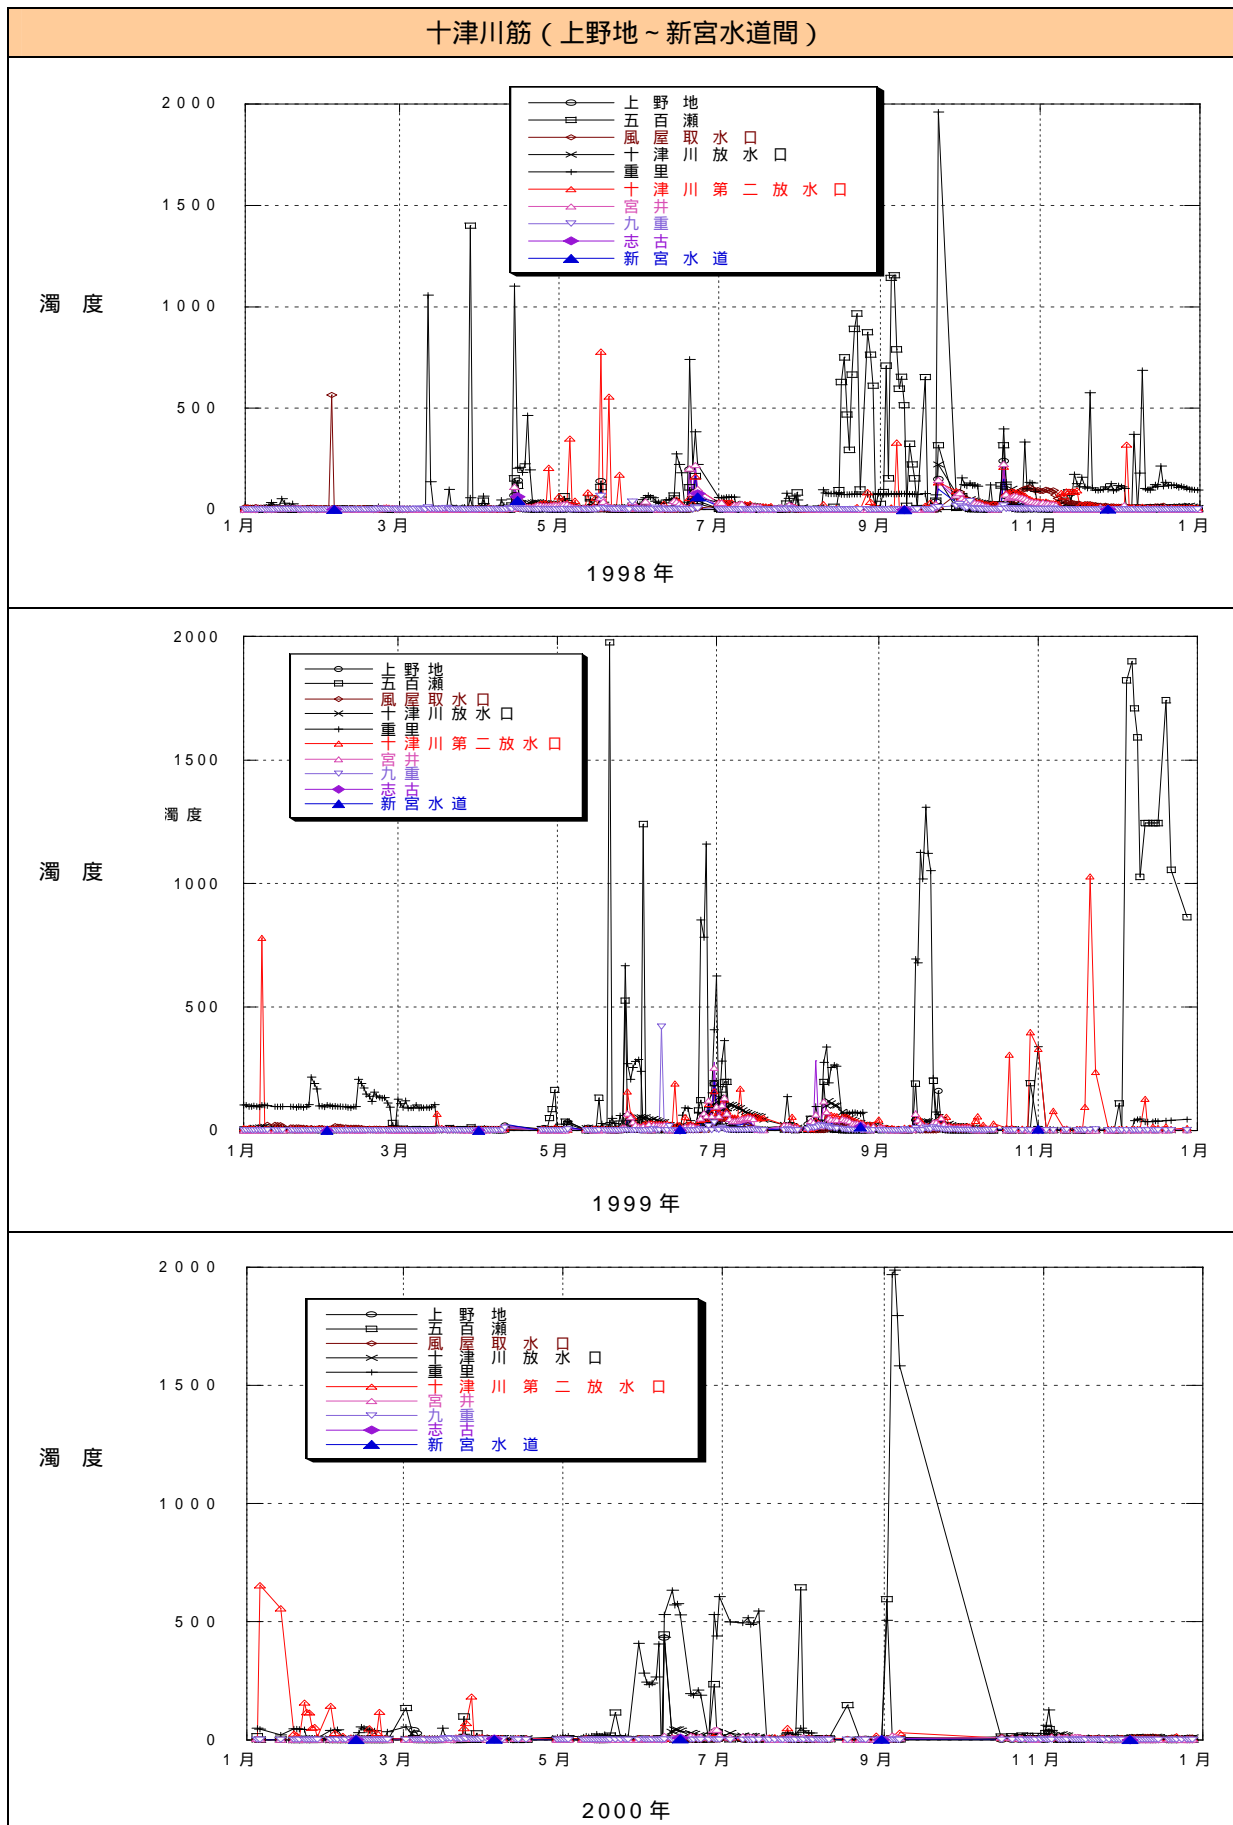 十津川筋（上野地～新宮水道間）
2000
1500
1000
500
0
濁 度
上 野 地
五 百 瀬
風 屋 取 水 口
十 津 川 放 水 口
重 里
十 津 川 第 二 放 水 口
宮 井
九 重
志 古
新 宮 水 道
1月 3月 5月 7月 9月 11月 1月
1998年
2000
1500
1000
500
0
濁度
濁 度
上 野 地
五 百 瀬
風 屋 取 水 口
十 津 川 放 水 口
重 里
十 津 川 第 二 放 水 口
宮 井
九 重
志 古
新 宮 水 道
1月 3月 5月 7月 9月 11月 1月
1999年
2000
1500
1000
500
0
濁 度
上 野 地
五 百 瀬
風 屋 取 水 口
十 津 川 放 水 口
重 里
十 津 川 第 二 放 水 口
宮 井
九 重
志 古
新 宮 水 道
1月 3月 5月 7月 9月 11月 1月
2000年